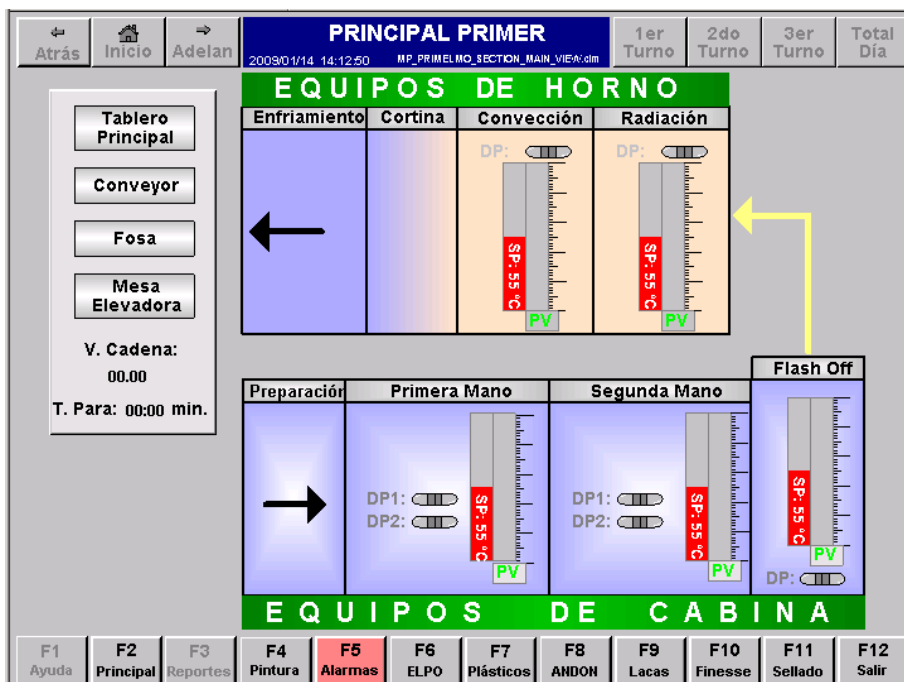 ⇐ Atrás
Inicio
⇒ Adelan
PRINCIPAL PRIMER
2009/01/14 14:12:50 MP_PRIMELMO_SECTION_MAIN_VIEW.dim
1er Turno
2do Turno
3er Turno
Total Día
EQUIPOS DE HORNO
Enfriamiento Cortina Convección Radiación
DP: DP:
SP: 55 °C SP: 55 °C
PV PV
Tablero
Principal
Conveyor
Fosa
Mesa
Elevadora
V. Cadena:
00.00
T. Para: 00:00 min.
Flash Off
Preparación Primera Mano Segunda Mano
DP1: DP1:
DP2: DP2:
SP: 55 °C SP: 55 °C SP: 55 °C
PV PV PV
DP:
EQUIPOS DE CABINA
F1 F2 F3 F4 F5 F6 F7 F8 F9 F10 F11 F12
Ayuda Principal Reportes Pintura Alarmas ELPO Plásticos ANDON Lacas Finesse Sellado Salir